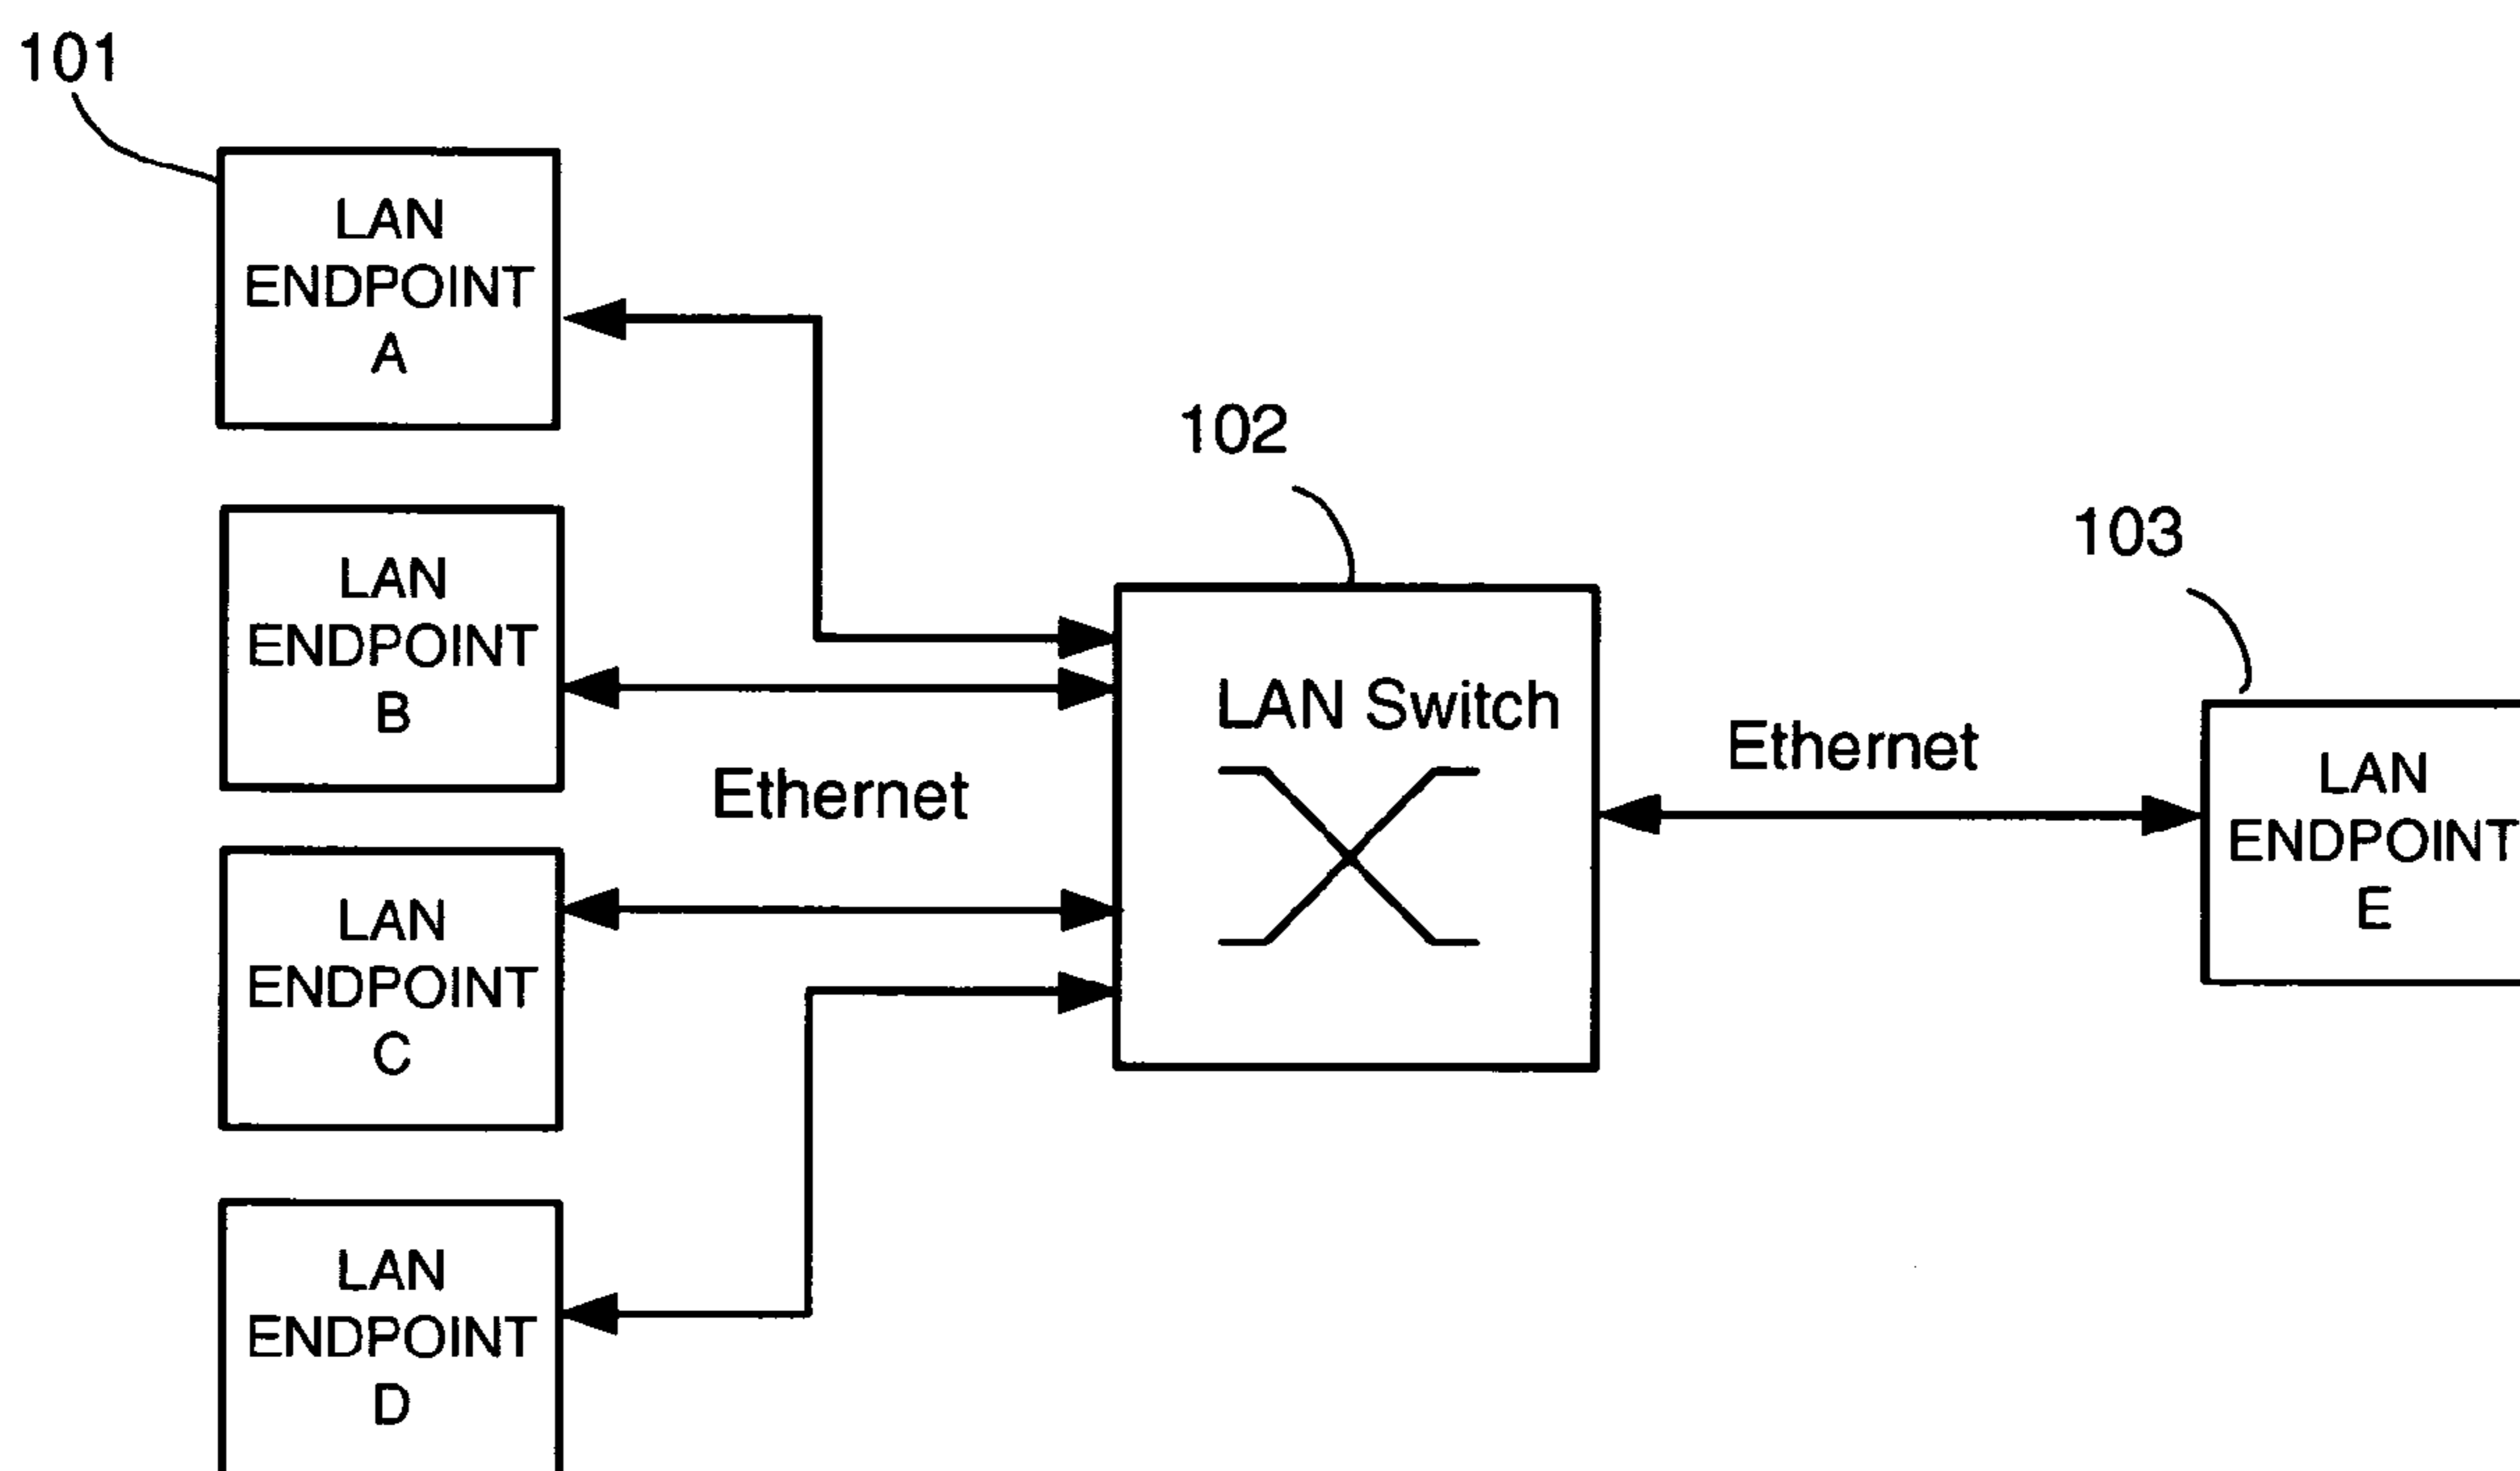 101
LAN
ENDPOINT
A
102
103
LAN
ENDPOINT
B
LAN Switch
Ethernet
LAN
ENDPOINT
E
Ethernet
LAN
ENDPOINT
C
LAN
ENDPOINT
D